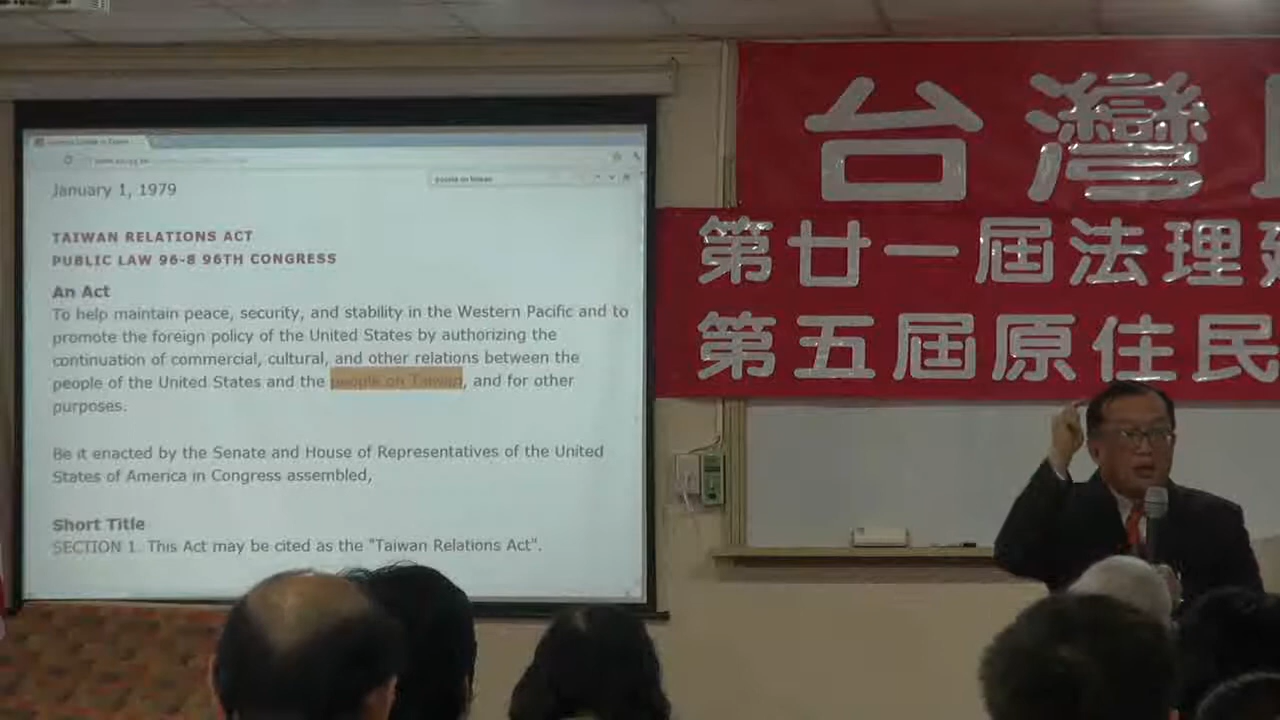 January 1, 1979
people on taiwan
TAIWAN RELATIONS ACT
PUBLIC LAW 96-8 96TH CONGRESS
An Act
To help maintain peace, security, and stability in the Western Pacific and to
promote the foreign policy of the United States by authorizing the
continuation of commercial, cultural, and other relations between the
people of the United States and the people on Taiwan, and for other
purposes.
Be it enacted by the Senate and House of Representatives of the United
States of America in Congress assembled,
Short Title
SECTION 1. This Act may be cited as the "Taiwan Relations Act".
台灣
第廿一屆法理
第五屆原住民